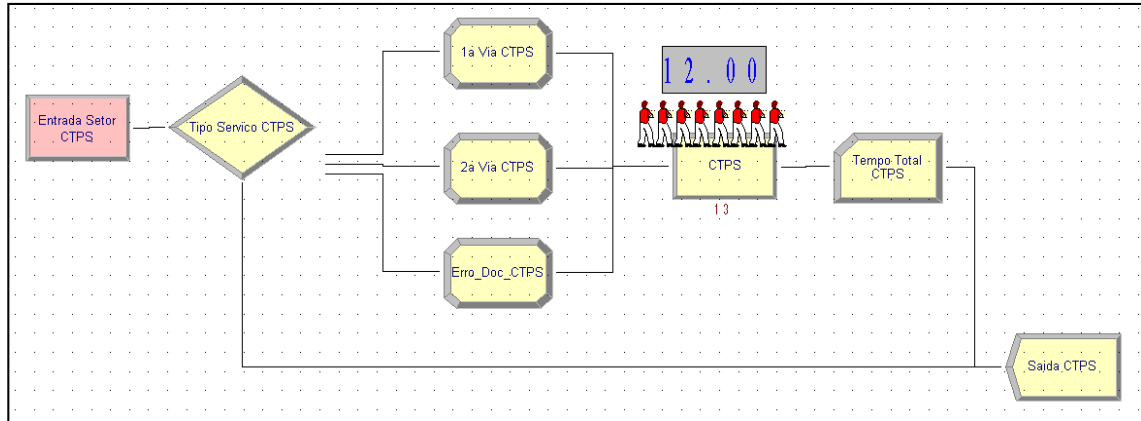 1a Via CTPS
12.00
Entrada Setor
CTPS
Tipo Servico CTPS
2a Via CTPS
CTPS
13
Tempo Total
CTPS
Erro_Doc_CTPS
Saida CTPS